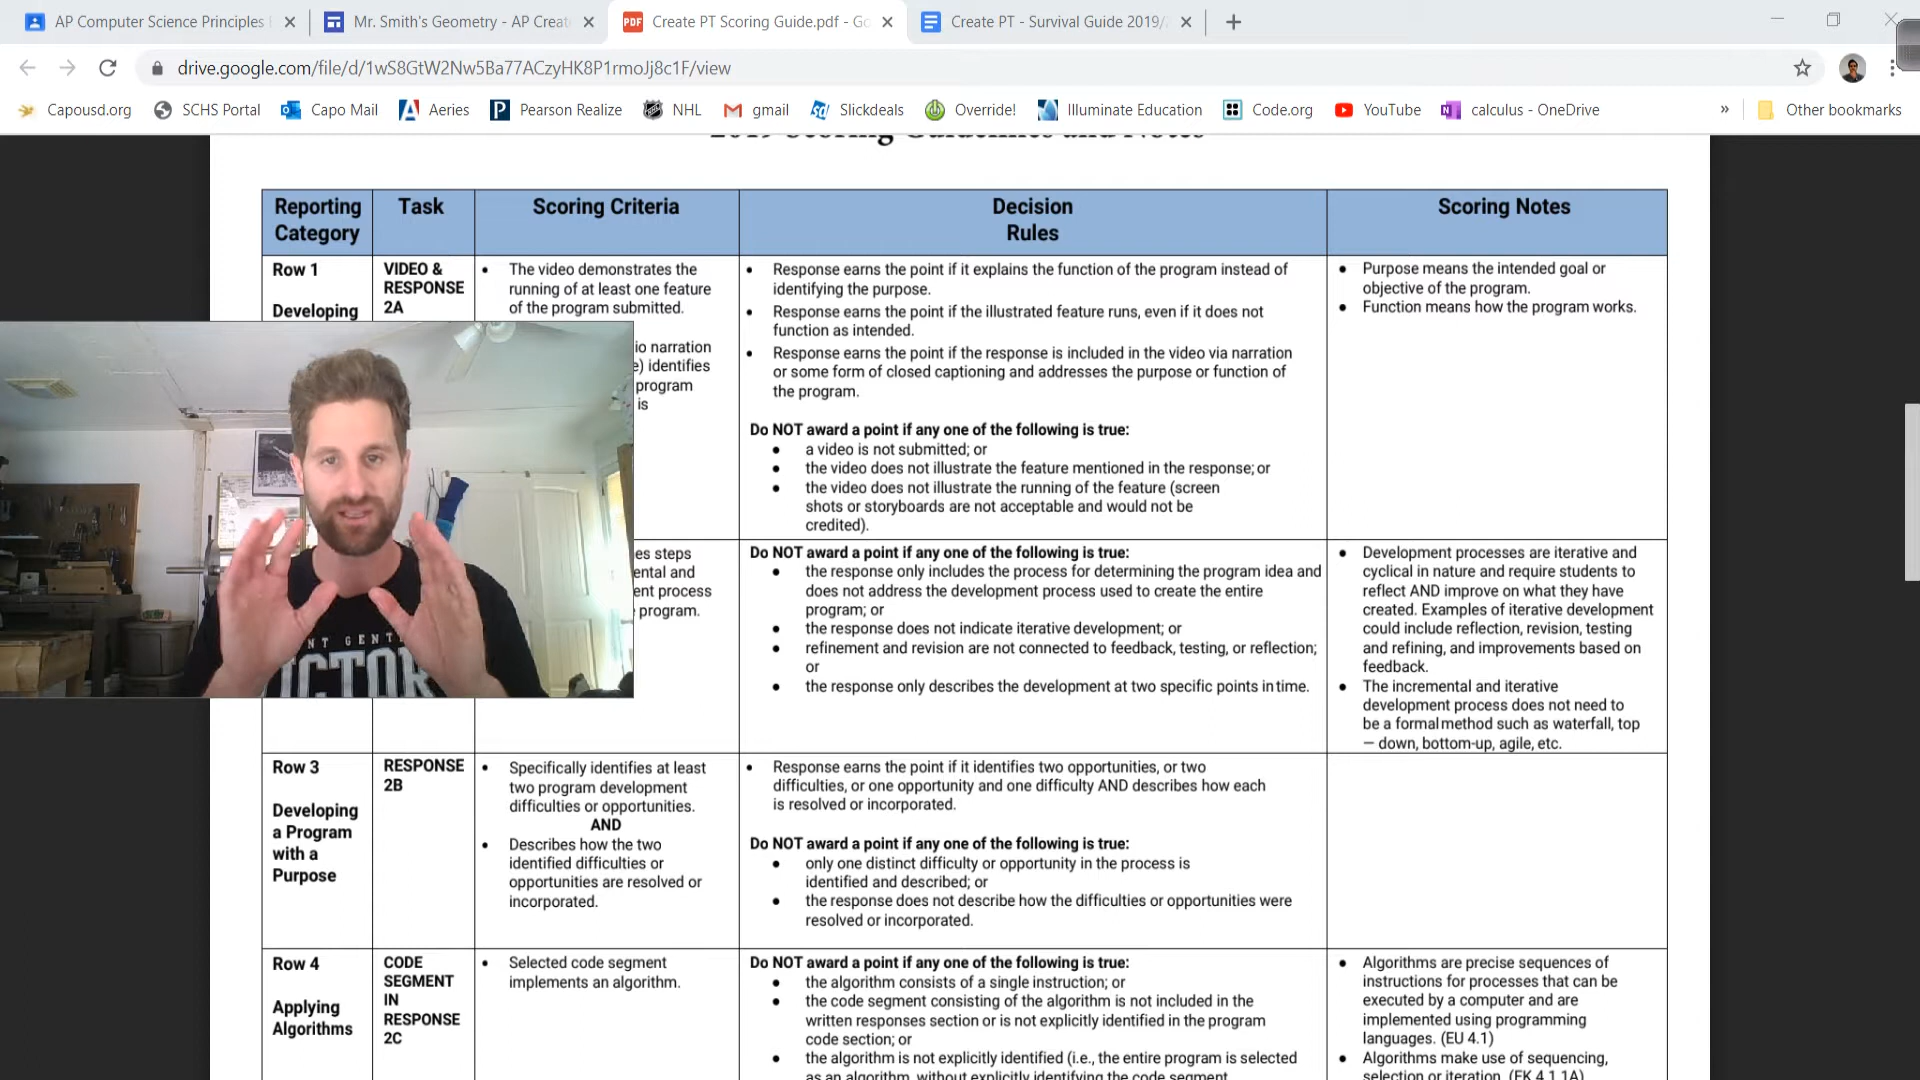 AP Computer Science Principles
Mr. Smith's Geometry - AP Creat
PDF
Create PT Scoring Guide.pdf - Go
Create PT - Survival Guide 2019/
drive.google.com/file/d/1wS8GtW2Nw5Ba77ACzyHK8P1rmoJj8c1F/view
Capousd.org
SCHS Portal
Capo Mail
Aeries
Pearson Realize
NHL
gmail
Slickdeals
Override!
Illuminate Education
Code.org
YouTube
calculus - OneDrive
»
Other bookmarks
2019 Scoring Guidelines and Notes
Reporting
Category
Task
Scoring Criteria
Decision
Rules
Scoring Notes
Row 1
Developing
VIDEO &
RESPONSE
2A
• The video demonstrates the
running of at least one feature
of the program submitted.
io narration
e) identifies
program
is
• Response earns the point if it explains the function of the program instead of
identifying the purpose.
• Response earns the point if the illustrated feature runs, even if it does not
function as intended.
• Response earns the point if the response is included in the video via narration
or some form of closed captioning and addresses the purpose or function of
the program.
Do NOT award a point if any one of the following is true:
• a video is not submitted; or
• the video does not illustrate the feature mentioned in the response; or
• the video does not illustrate the running of the feature (screen
shots or storyboards are not acceptable and would not be
credited).
• Purpose means the intended goal or
objective of the program.
• Function means how the program works.
es steps
ental and
ent process
program.
Do NOT award a point if any one of the following is true:
• the response only includes the process for determining the program idea and
does not address the development process used to create the entire
program; or
• the response does not indicate iterative development; or
• refinement and revision are not connected to feedback, testing, or reflection;
or
• the response only describes the development at two specific points in time.
• Development processes are iterative and
cyclical in nature and require students to
reflect AND improve on what they have
created. Examples of iterative development
could include reflection, revision, testing
and refining, and improvements based on
feedback.
• The incremental and iterative
development process does not need to
be a formal method such as waterfall, top
– down, bottom-up, agile, etc.
Row 3
Developing
a Program
with a
Purpose
RESPONSE
2B
• Specifically identifies at least
two program development
difficulties or opportunities.
AND
• Describes how the two
identified difficulties or
opportunities are resolved or
incorporated.
• Response earns the point if it identifies two opportunities, or two
difficulties, or one opportunity and one difficulty AND describes how each
is resolved or incorporated.
Do NOT award a point if any one of the following is true:
• only one distinct difficulty or opportunity in the process is
identified and described; or
• the response does not describe how the difficulties or opportunities were
resolved or incorporated.
Row 4
Applying
Algorithms
CODE
SEGMENT
IN
RESPONSE
2C
• Selected code segment
implements an algorithm.
Do NOT award a point if any one of the following is true:
• the algorithm consists of a single instruction; or
• the code segment consisting of the algorithm is not included in the
written responses section or is not explicitly identified in the program
code section; or
• the algorithm is not explicitly identified (i.e., the entire program is selected
as an algorithm, without explicitly identifying the code segment
• Algorithms are precise sequences of
instructions for processes that can be
executed by a computer and are
implemented using programming
languages. (EU 4.1)
• Algorithms make use of sequencing,
selection or iteration. (EK 4.1.1A)
NT GENT
ICTOR